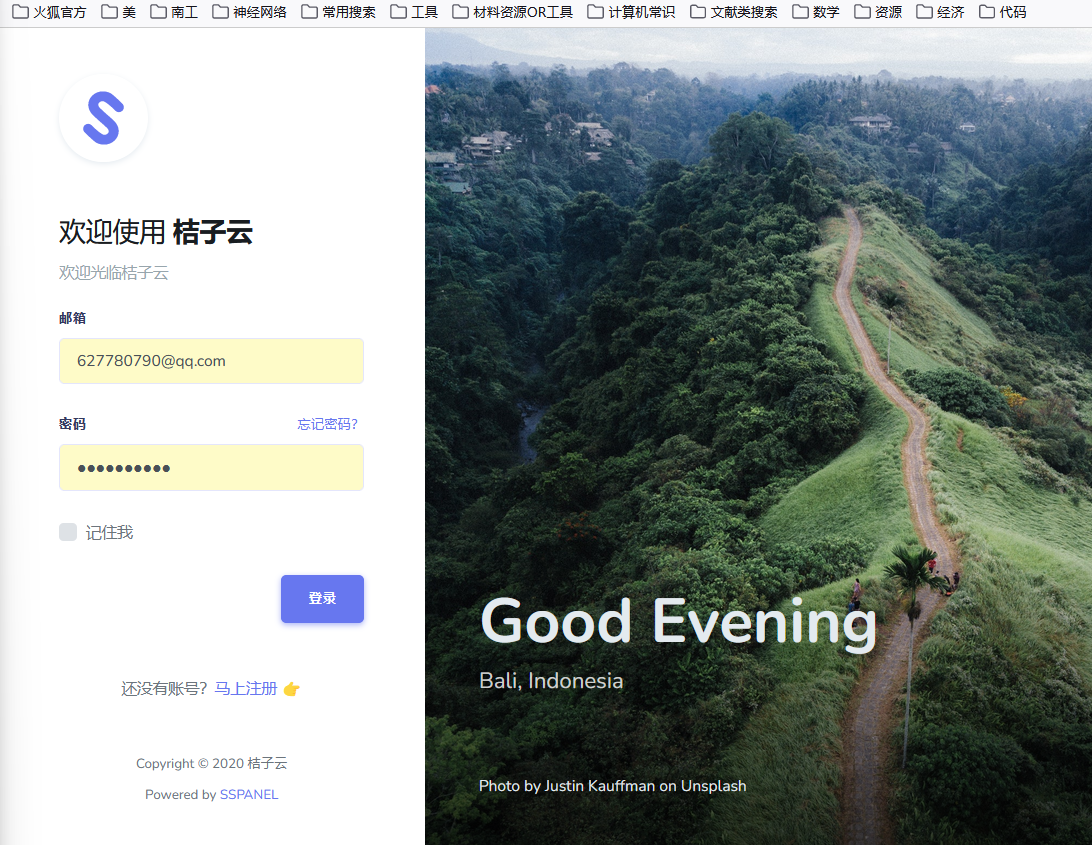 火狐官方 美 南工 神经网络 常用搜索 工具 材料资源OR工具 计算机常识 文献类搜索 数学 资源 经济 代码
S
欢迎使用 桔子云
欢迎光临桔子云
邮箱
627780790@qq.com
密码 忘记密码?
记住我
登录
还没有账号? 马上注册 👉
Copyright © 2020 桔子云
Powered by SSPANEL
Good Evening
Bali, Indonesia
Photo by Justin Kauffman on Unsplash